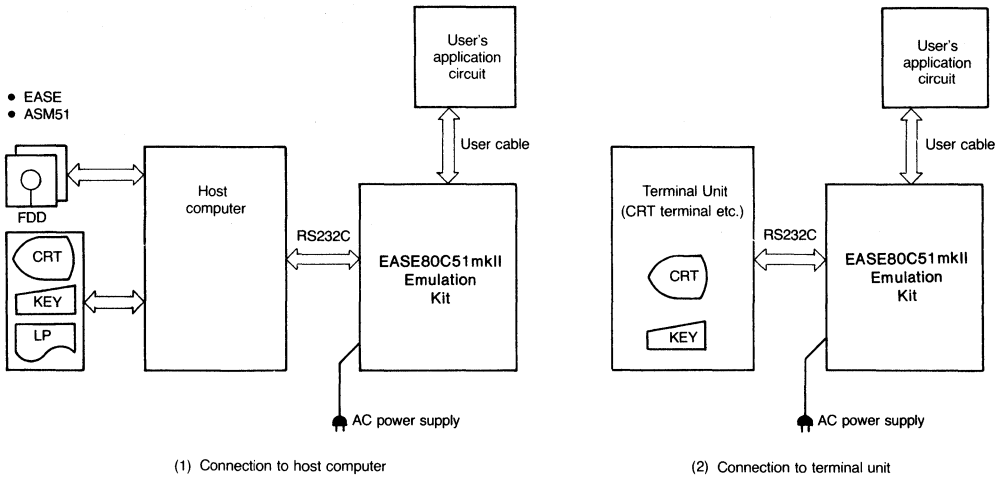 User's
application
circuit
User cable
• EASE
• ASM51
FDD
CRT
KEY
LP
Host
computer
RS232C
EASE80C51mkII
Emulation
Kit
AC power supply
(1) Connection to host computer
User's
application
circuit
User cable
Terminal Unit
(CRT terminal etc.)
CRT
KEY
RS232C
EASE80C51mkII
Emulation
Kit
AC power supply
(2) Connection to terminal unit